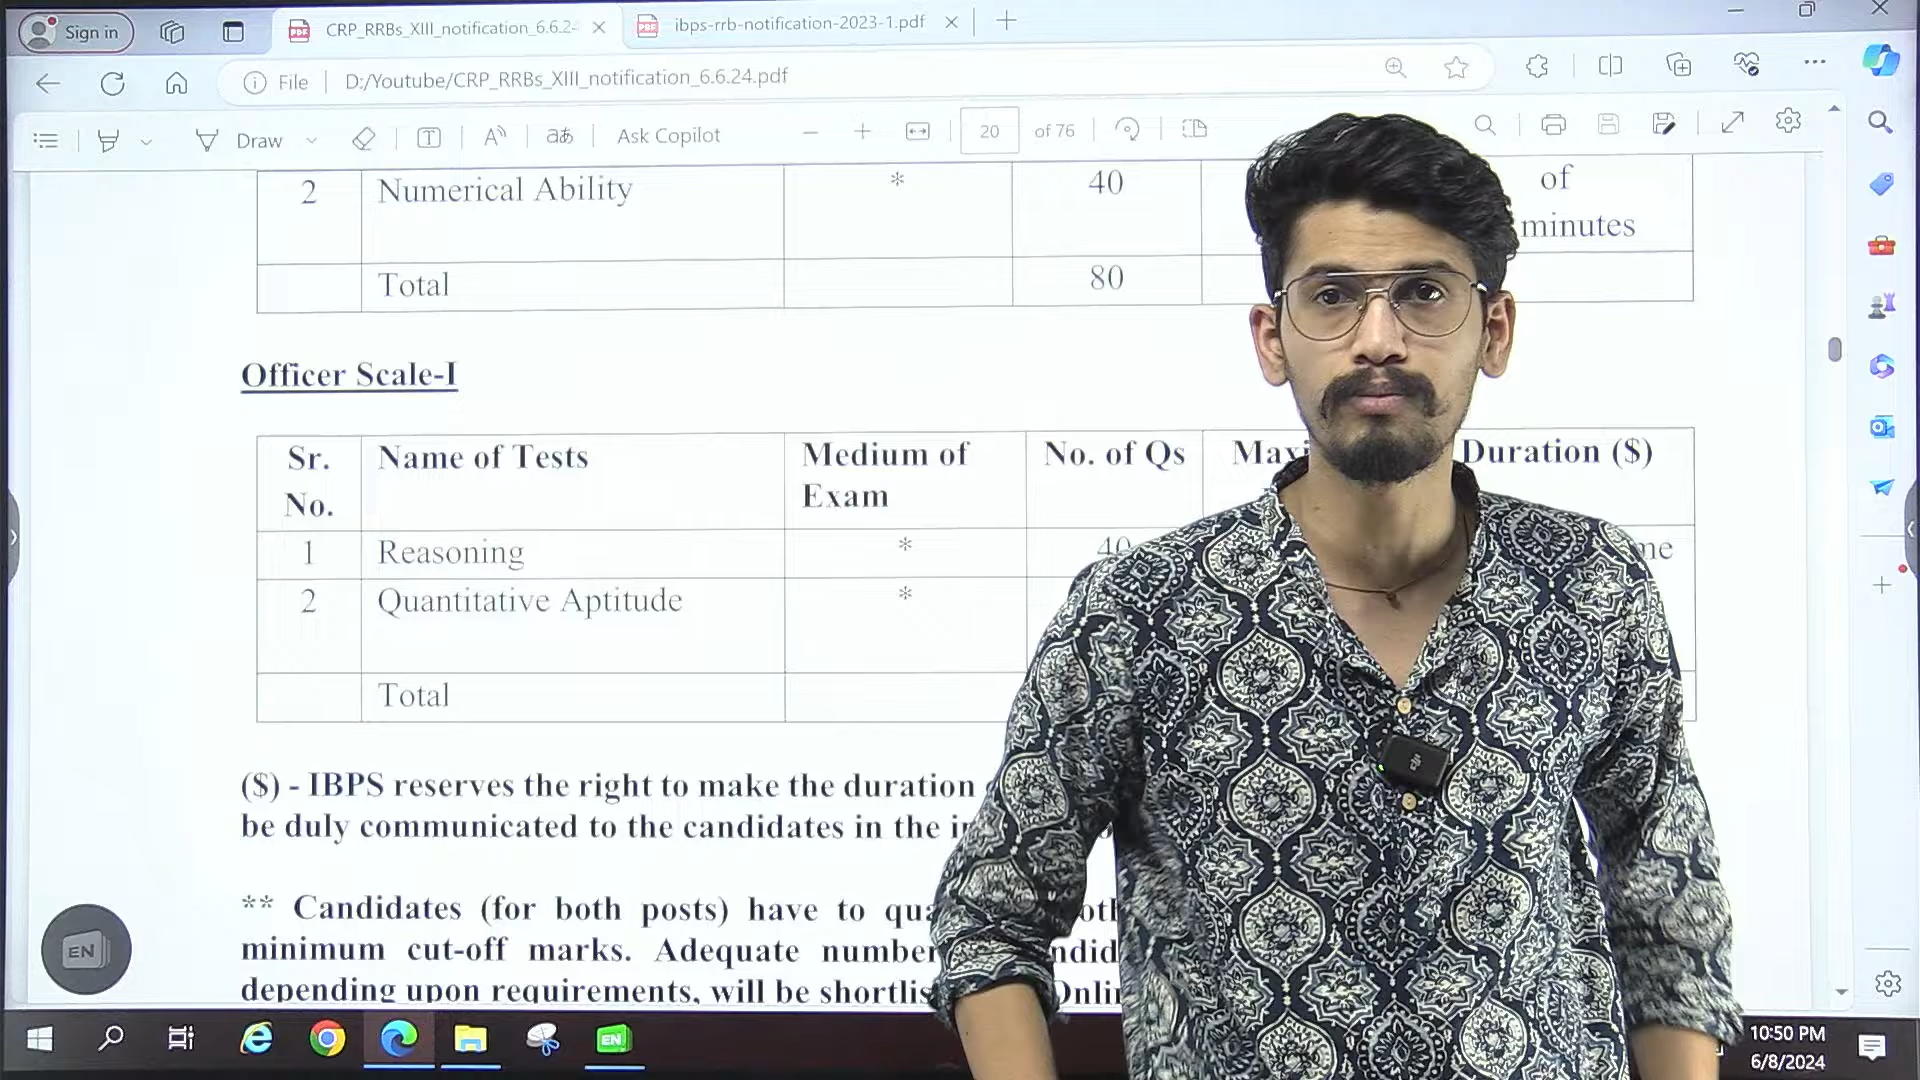 Sign in
CRP_RRBs_XIII_notification_6.6.2
ibps-rrb-notification-2023-1.pdf
File
D:/Youtube/CRP_RRBs_XIII_notification_6.6.24.pdf
Draw
aあ
Ask Copilot
20
of 76
2 Numerical Ability * 40 of
minutes
Total 80
Officer Scale-I
Sr. Name of Tests Medium of No. of Qs Duration ($)
No. Exam
1 Reasoning * 40
2 Quantitative Aptitude *
Total
($) - IBPS reserves the right to make the duration
be duly communicated to the candidates in the
** Candidates (for both posts) have to
minimum cut-off marks. Adequate number
depending upon requirements, will be
EN
EN
10:50 PM
6/8/2024